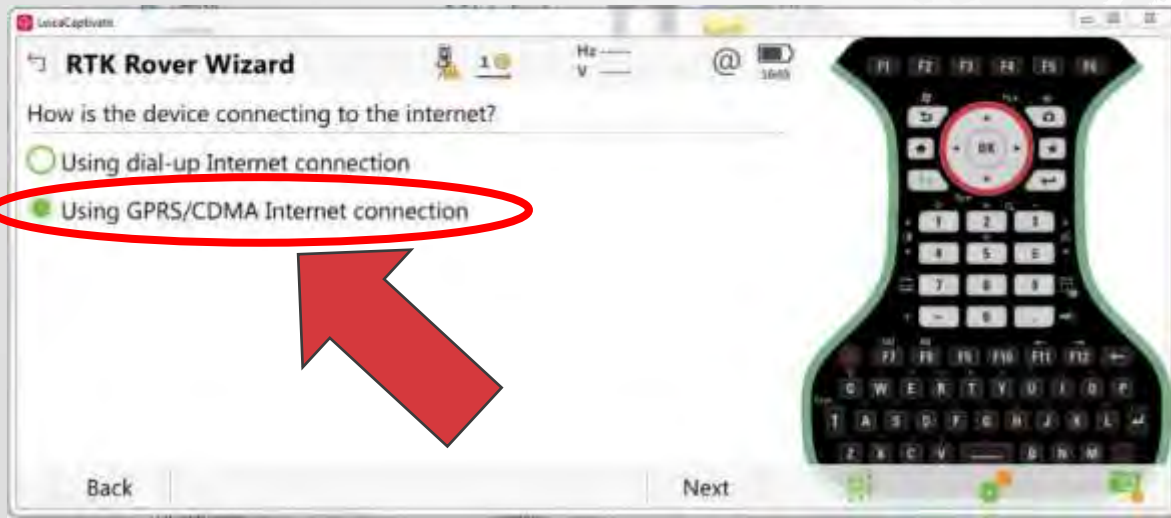 LeicaCaptivate
RTK Rover Wizard
1
Hz -----
V -----
@
How is the device connecting to the internet?
Using dial-up Internet connection
Using GPRS/CDMA Internet connection
Back
Next
F1 F2 F3 F4 F5 F6
OK
1 2 3
4 5 6
7 8 9
- 0 .
F7 F8 F9 F10 F11 F12
Q W E R T Y U I O P
A S D F G H J K L
Z X C V B N M